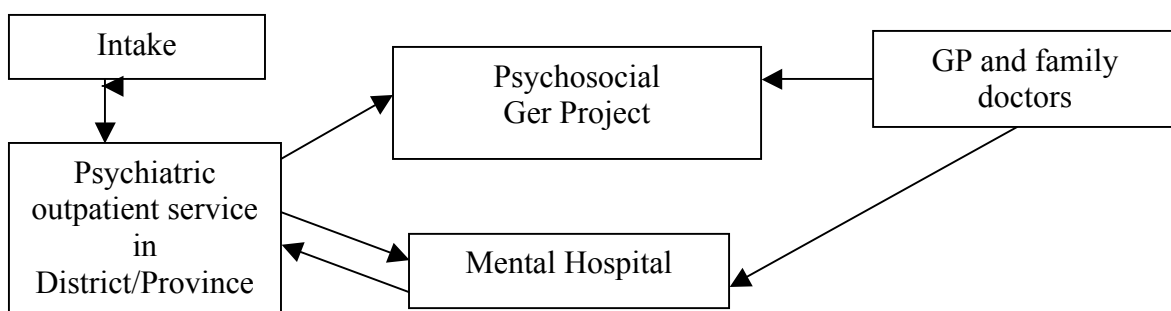 Intake
Psychosocial
Ger Project
GP and family
doctors
Psychiatric
outpatient service
in
District/Province
Mental Hospital